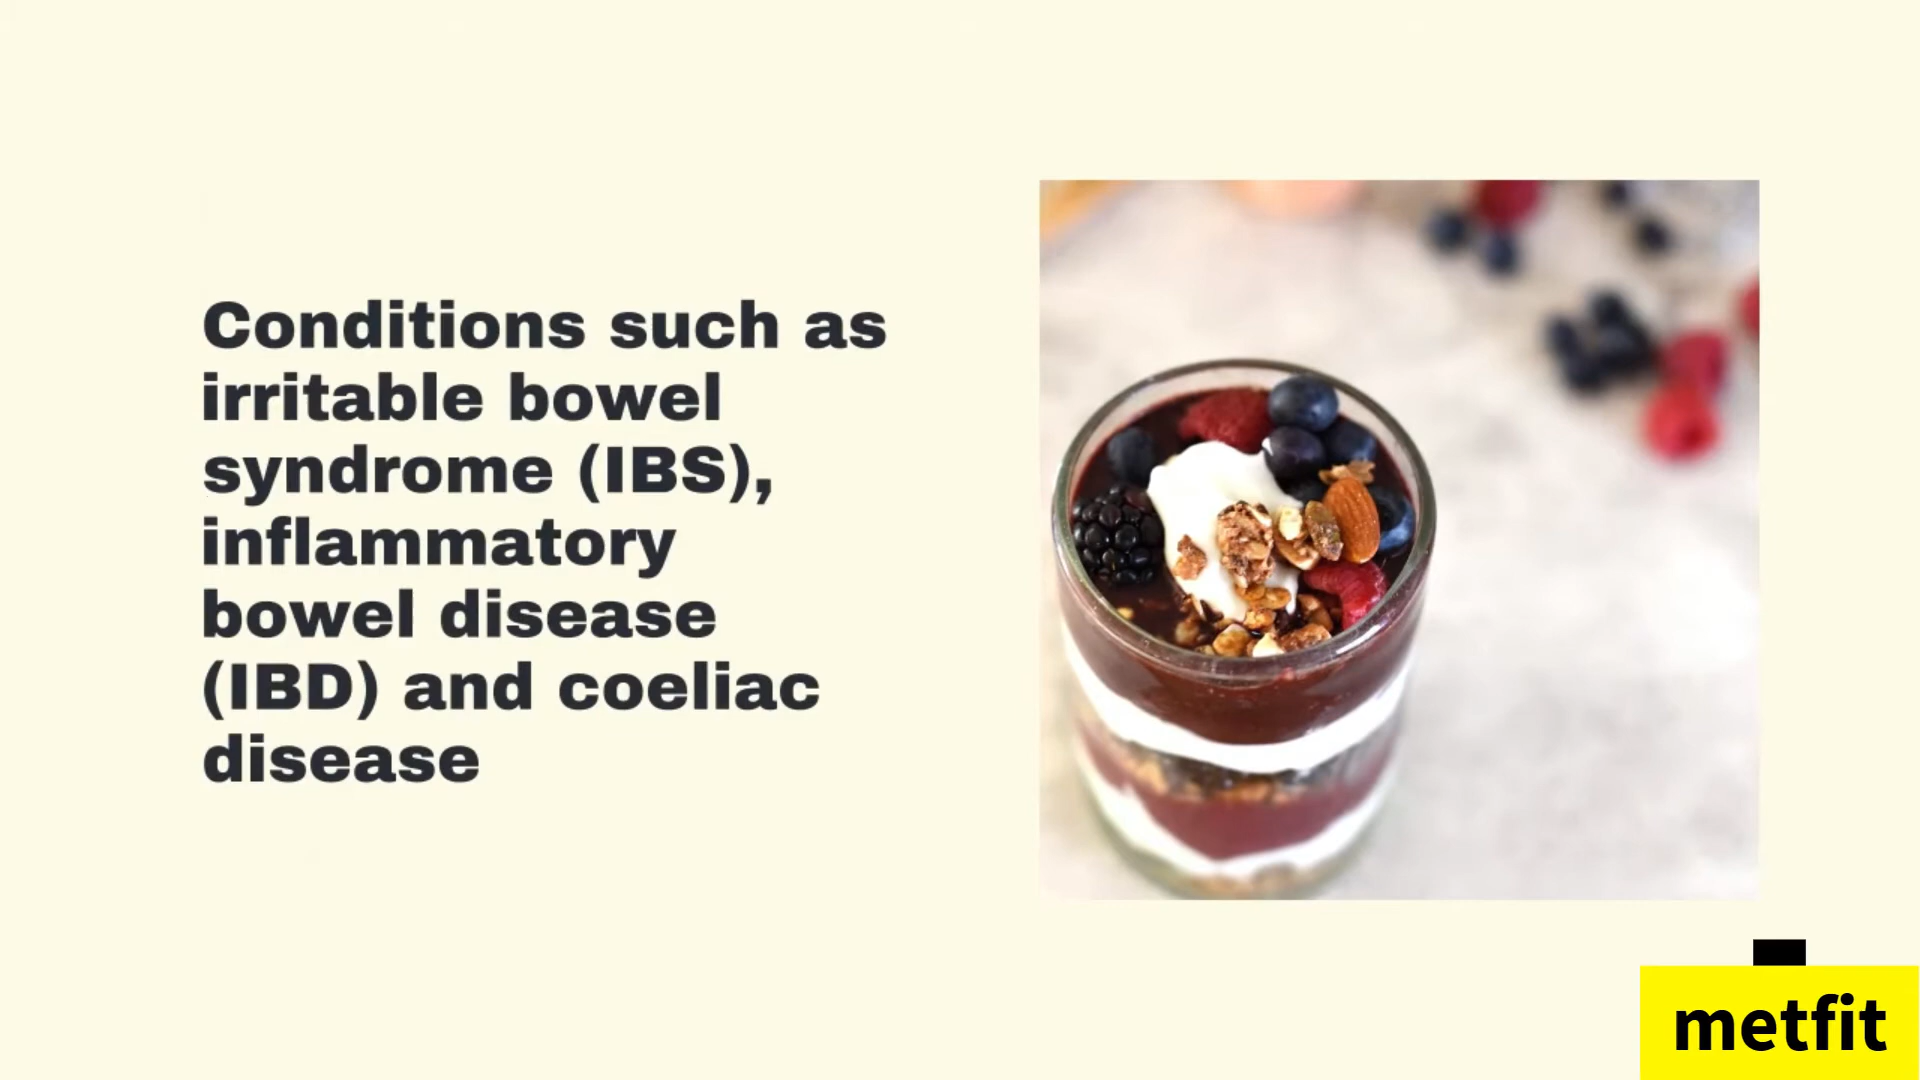 Conditions such as
irritable bowel
syndrome (IBS),
inflammatory
bowel disease
(IBD) and coeliac
disease
metfit